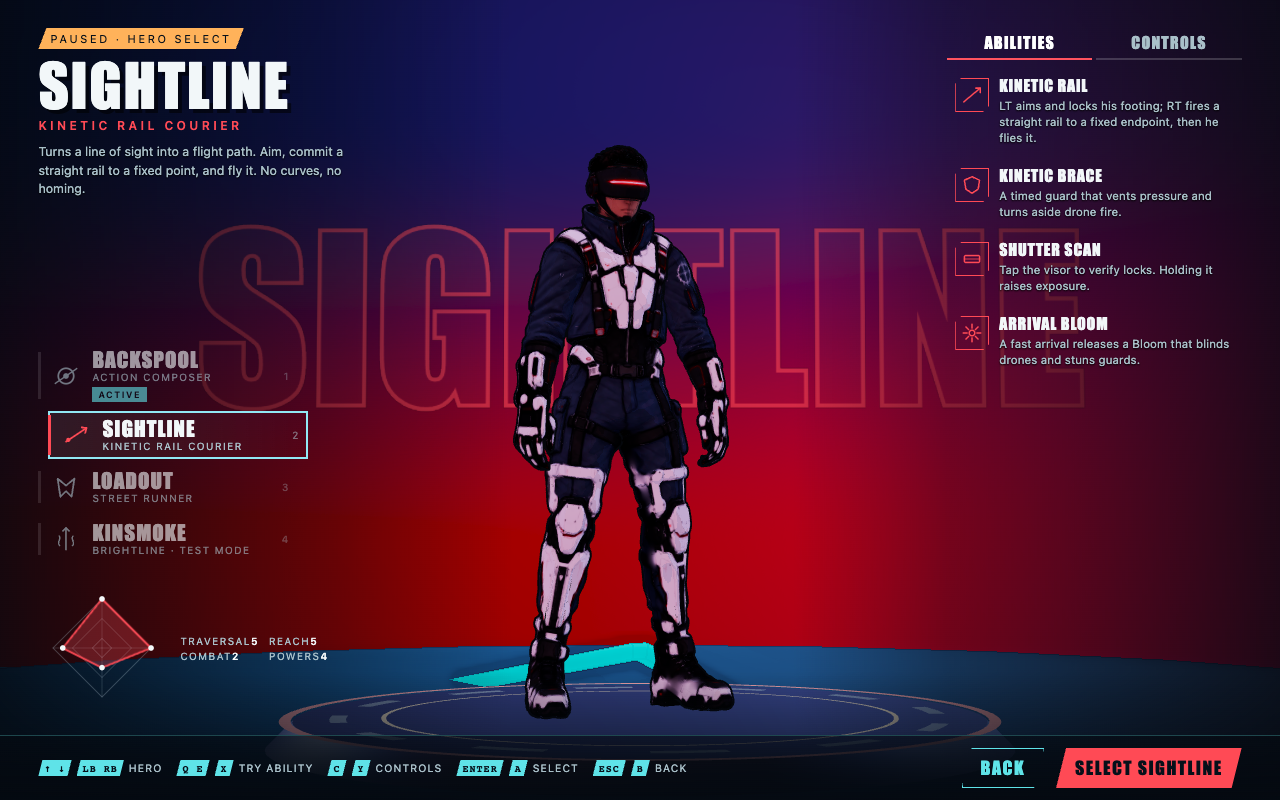 PAUSED · HERO SELECT
SIGHTLINE
KINETIC RAIL COURIER
Turns a line of sight into a flight path. Aim, commit a
straight rail to a fixed point, and fly it. No curves, no
homing.
SIGHTLINE
BACKSPOOL
ACTION COMPOSER
1
ACTIVE
SIGHTLINE
KINETIC RAIL COURIER
2
LOADOUT
STREET RUNNER
3
KINSMOKE
BRIGHTLINE · TEST MODE
4
TRAVERSAL5 REACH5
COMBAT2 POWERS4
ABILITIES CONTROLS
KINETIC RAIL
LT aims and locks his footing; RT fires a
straight rail to a fixed endpoint, then he
flies it.
KINETIC BRACE
A timed guard that vents pressure and
turns aside drone fire.
SHUTTER SCAN
Tap the visor to verify locks. Holding it
raises exposure.
ARRIVAL BLOOM
A fast arrival releases a Bloom that blinds
drones and stuns guards.
↑ ↓ LB RB HERO Q E X TRY ABILITY C Y CONTROLS ENTER A SELECT ESC B BACK
BACK SELECT SIGHTLINE